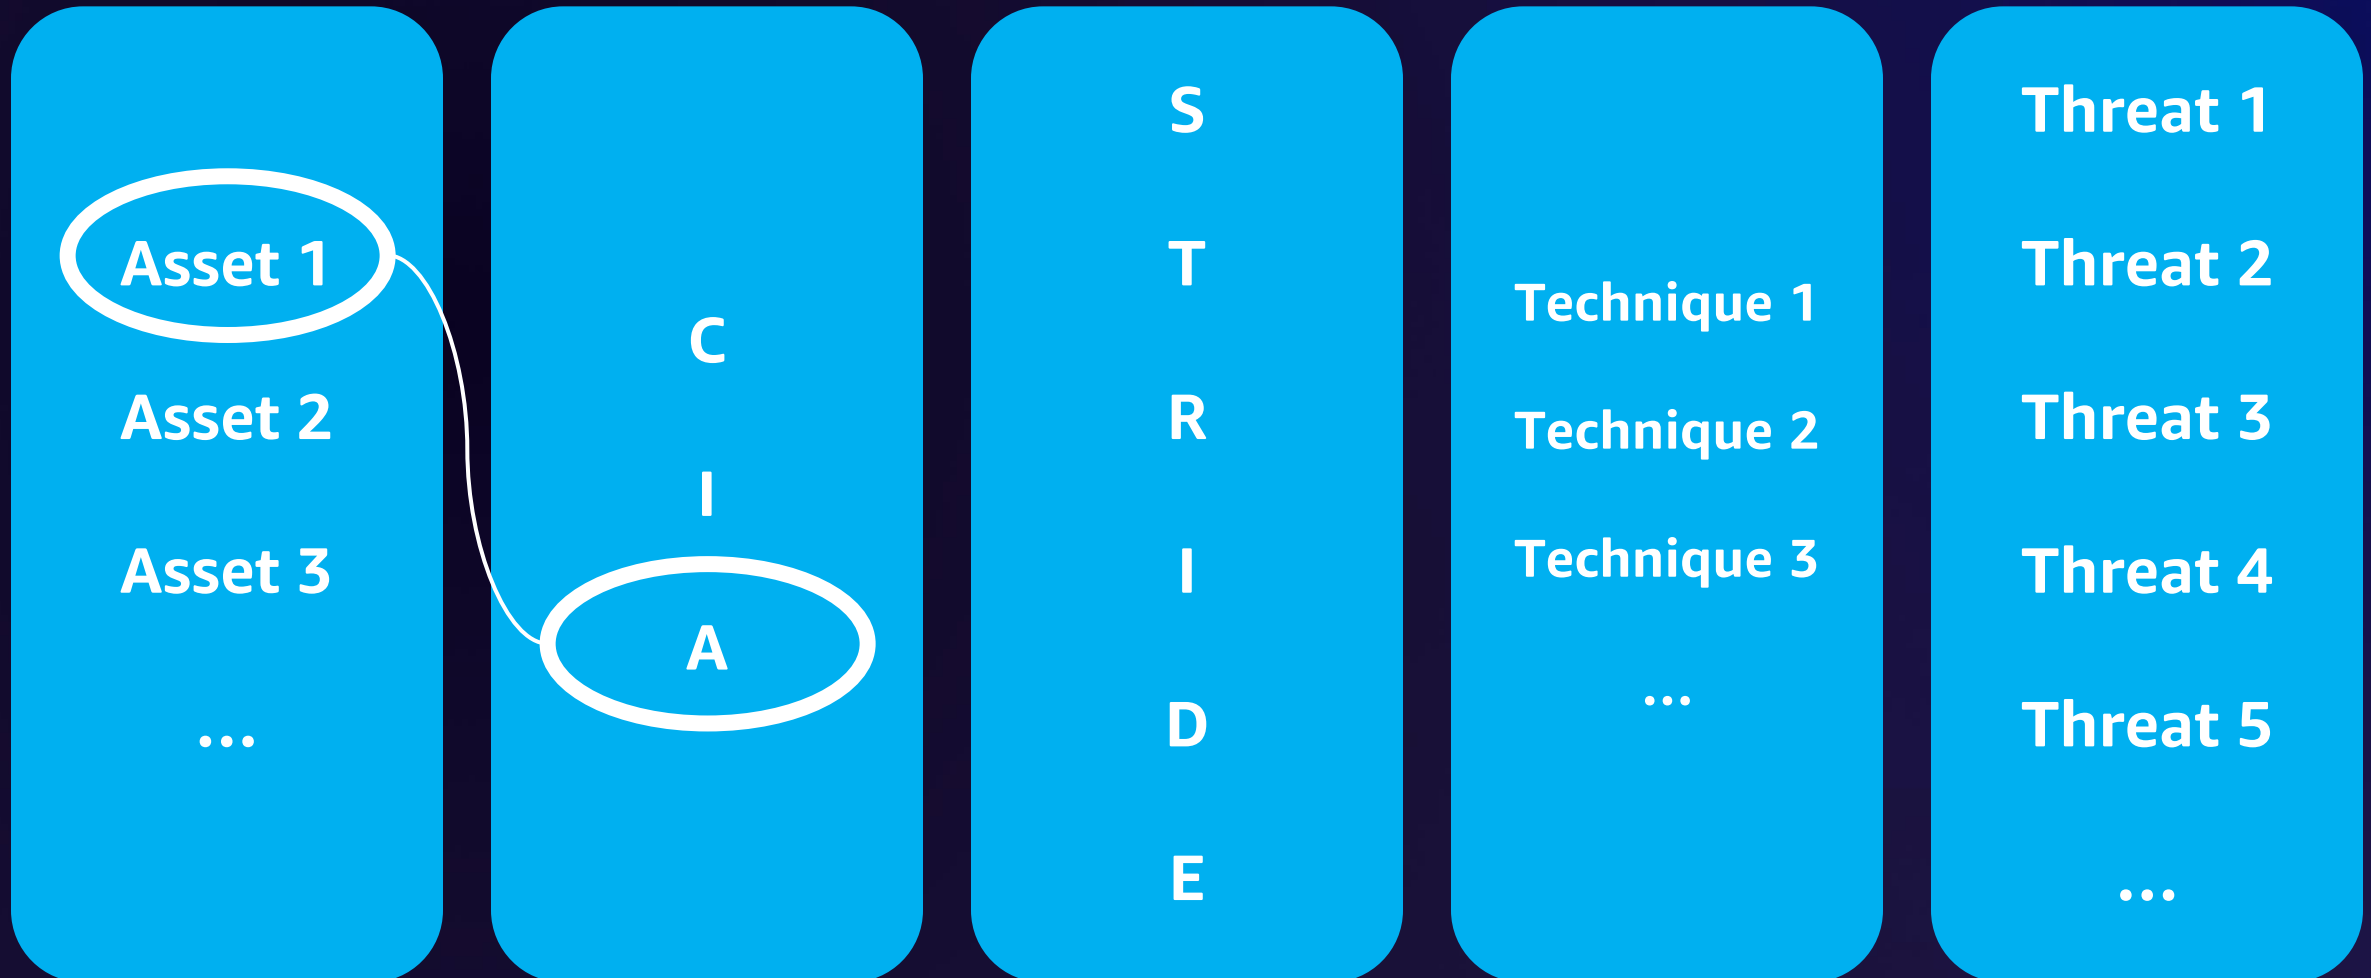 Asset 1
Asset 2
Asset 3
...
C
I
A
S
T
R
I
D
E
Technique 1
Technique 2
Technique 3
...
Threat 1
Threat 2
Threat 3
Threat 4
Threat 5
...